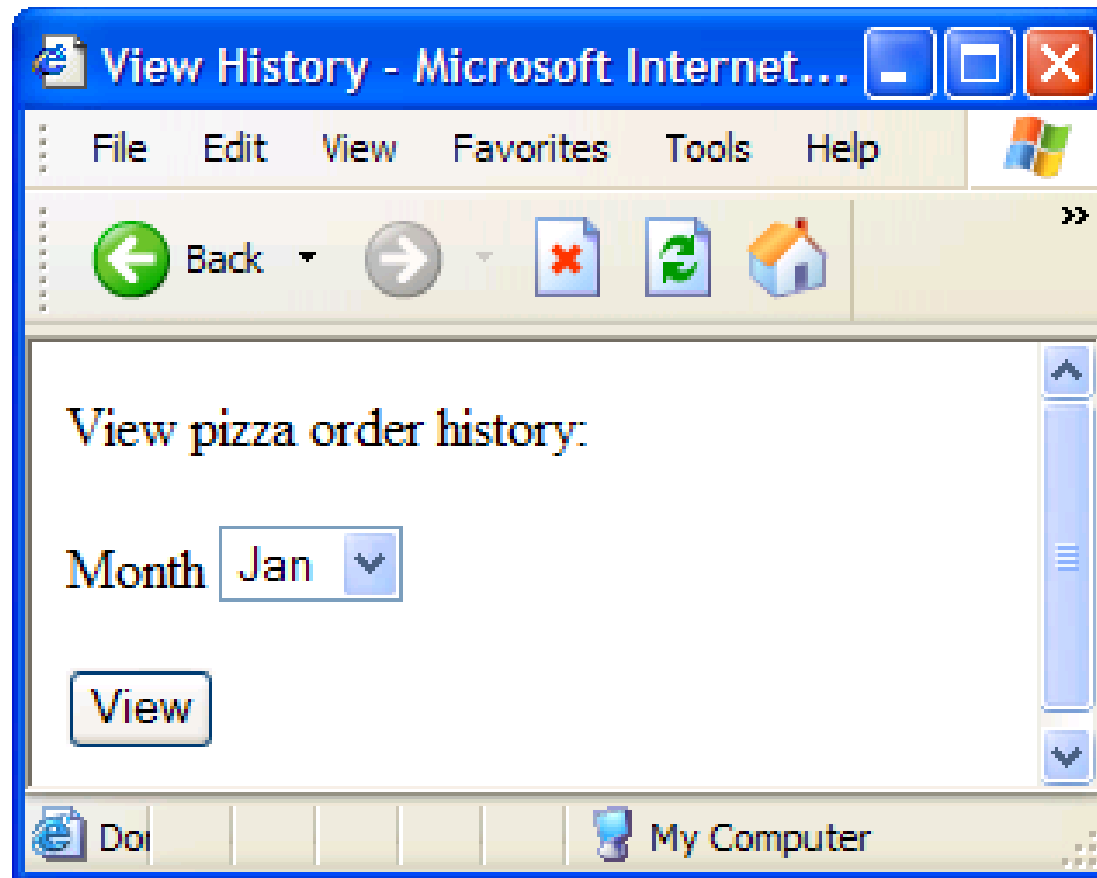 View History - Microsoft Internet...
File Edit View Favorites Tools Help
Back »
View pizza order history:
Month Jan
View
My Computer